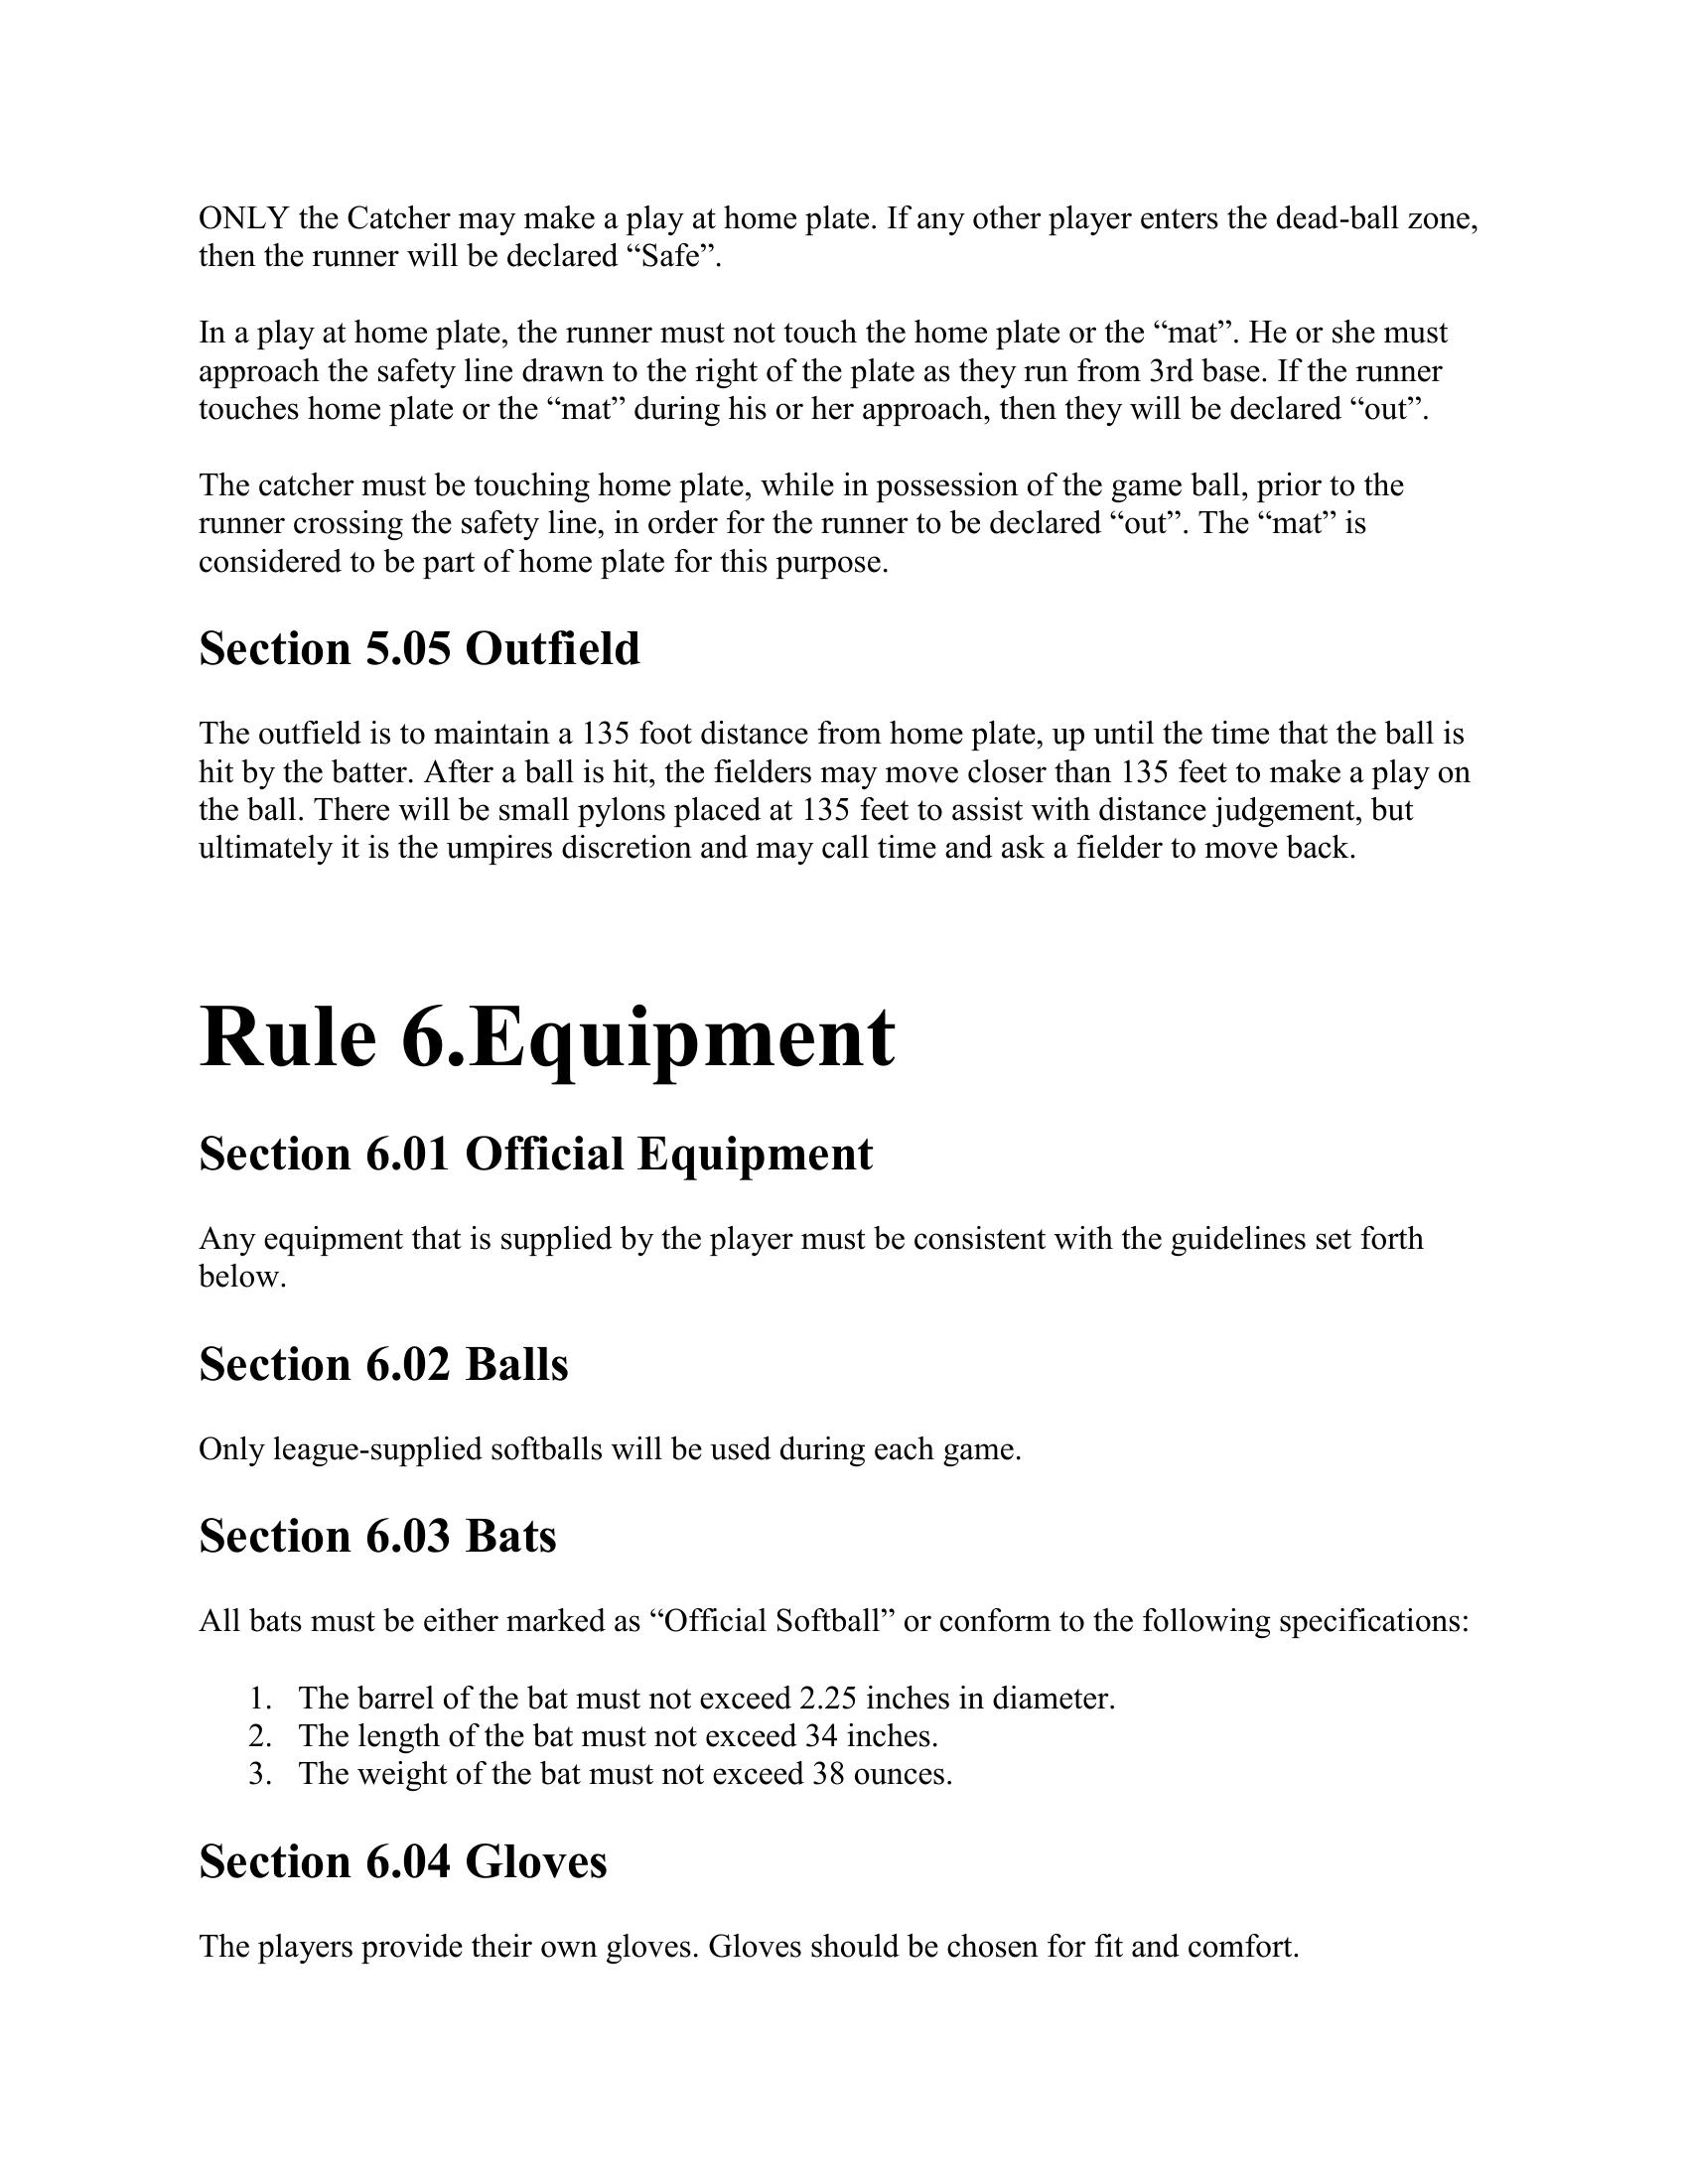 ONLY the Catcher may make a play at home plate. If any other player enters the dead-ball zone,
then the runner will be declared “Safe”.
In a play at home plate, the runner must not touch the home plate or the “mat”. He or she must
approach the safety line drawn to the right of the plate as they run from 3rd base. If the runner
touches home plate or the “mat” during his or her approach, then they will be declared “out”.
The catcher must be touching home plate, while in possession of the game ball, prior to the
runner crossing the safety line, in order for the runner to be declared “out”. The “mat” is
considered to be part of home plate for this purpose.
Section 5.05 Outfield
The outfield is to maintain a 135 foot distance from home plate, up until the time that the ball is
hit by the batter. After a ball is hit, the fielders may move closer than 135 feet to make a play on
the ball. There will be small pylons placed at 135 feet to assist with distance judgement, but
ultimately it is the umpires discretion and may call time and ask a fielder to move back.
Rule 6.Equipment
Section 6.01 Official Equipment
Any equipment that is supplied by the player must be consistent with the guidelines set forth
below.
Section 6.02 Balls
Only league-supplied softballs will be used during each game.
Section 6.03 Bats
All bats must be either marked as “Official Softball” or conform to the following specifications:
1. The barrel of the bat must not exceed 2.25 inches in diameter.
2. The length of the bat must not exceed 34 inches.
3. The weight of the bat must not exceed 38 ounces.
Section 6.04 Gloves
The players provide their own gloves. Gloves should be chosen for fit and comfort.